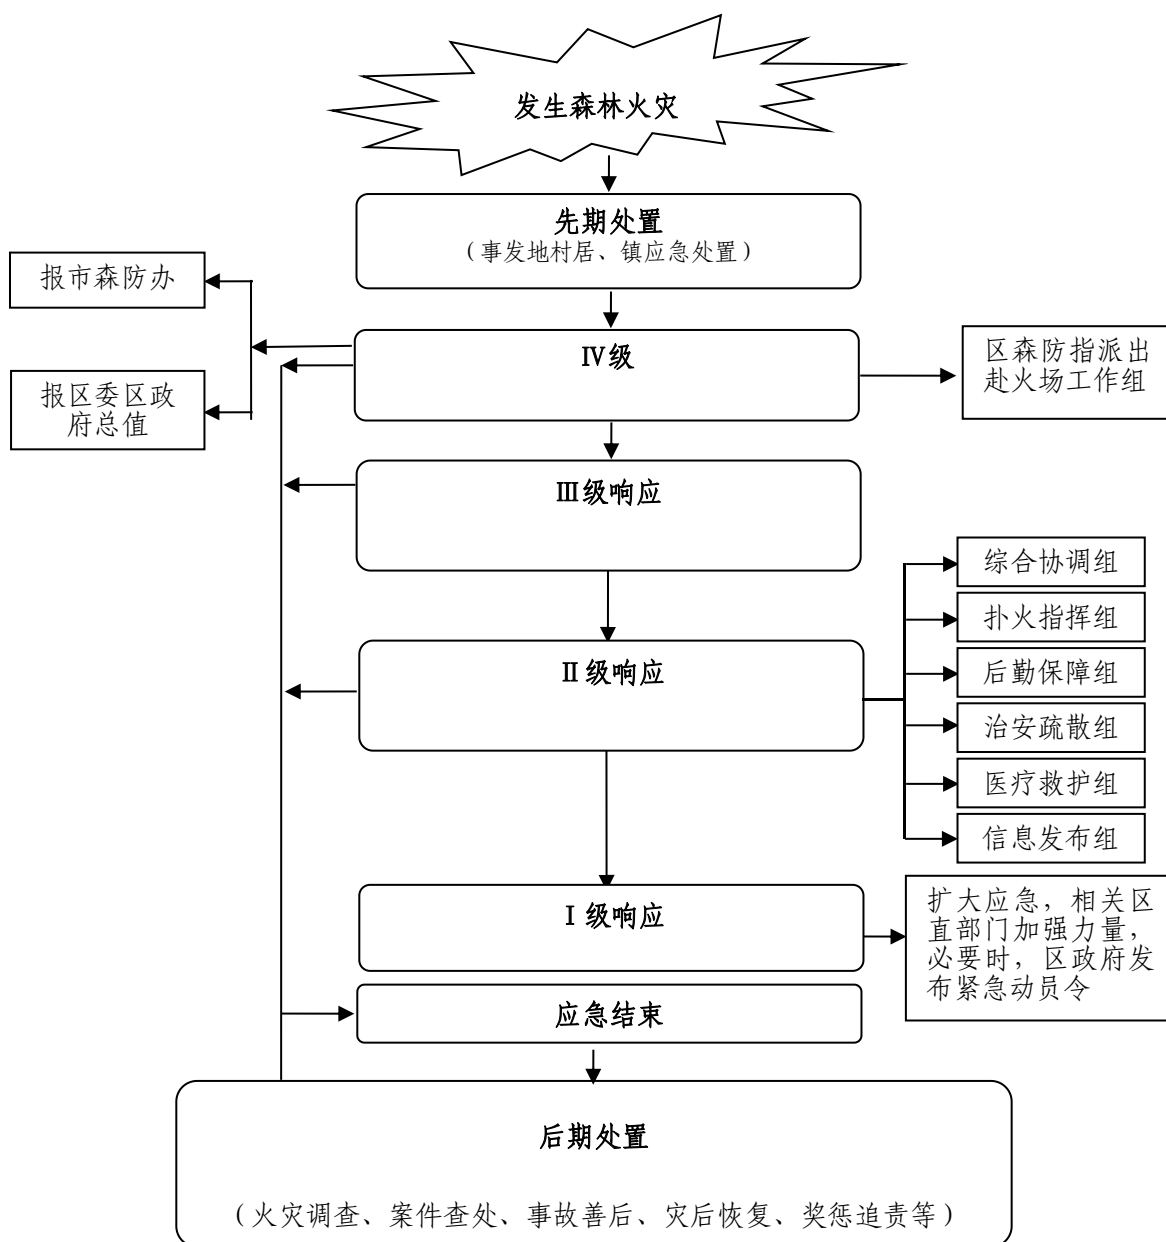 发生森林火灾
先期处置
（事发地村居、镇应急处置）
报市森防办
报区委区政
府总值
Ⅳ级
区森防指派出
赴火场工作组
Ⅲ级响应
Ⅱ级响应
综合协调组
扑火指挥组
后勤保障组
治安疏散组
医疗救护组
信息发布组
Ⅰ级响应
扩大应急，相关区
直部门加强力量，
必要时，区政府发
布紧急动员令
应急结束
后期处置
（火灾调查、案件查处、事故善后、灾后恢复、奖惩追责等）